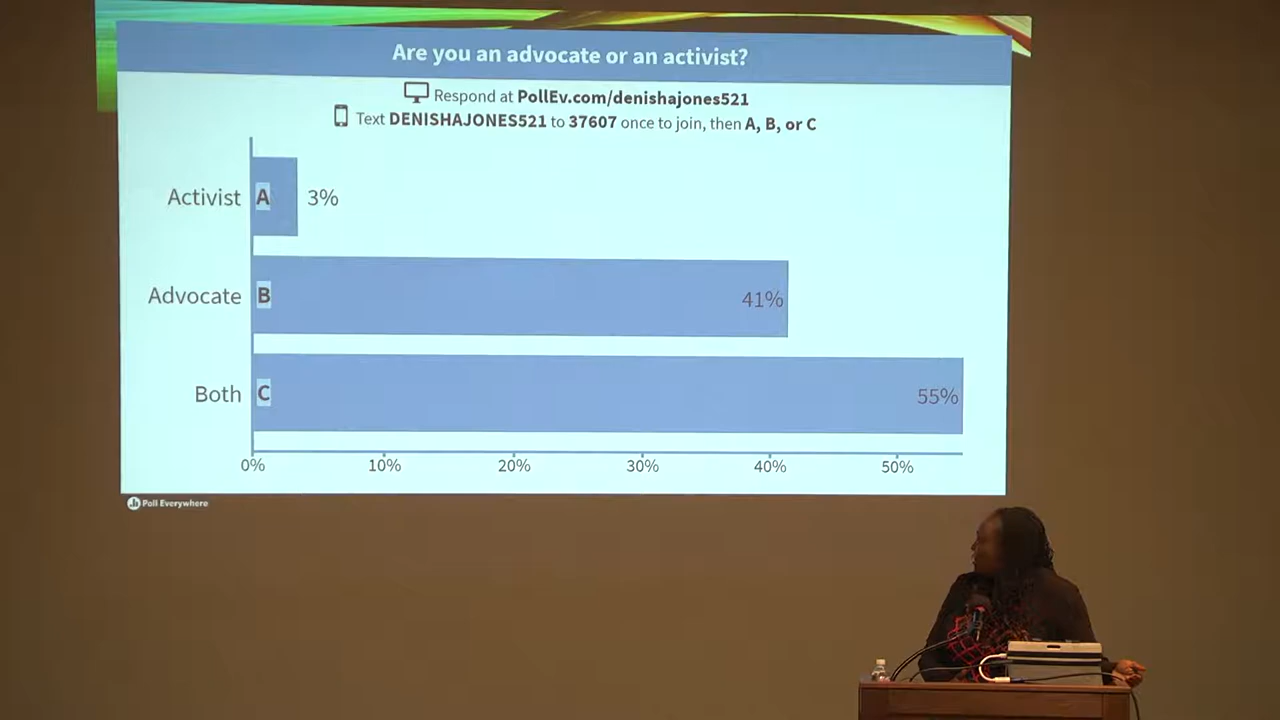 Are you an advocate or an activist?
Respond at PollEv.com/denishajones521
Text DENISHAJONES521 to 37607 once to join, then A, B, or C
Activist A 3%
Advocate B 41%
Both C 55%
0% 10% 20% 30% 40% 50%
Poll Everywhere